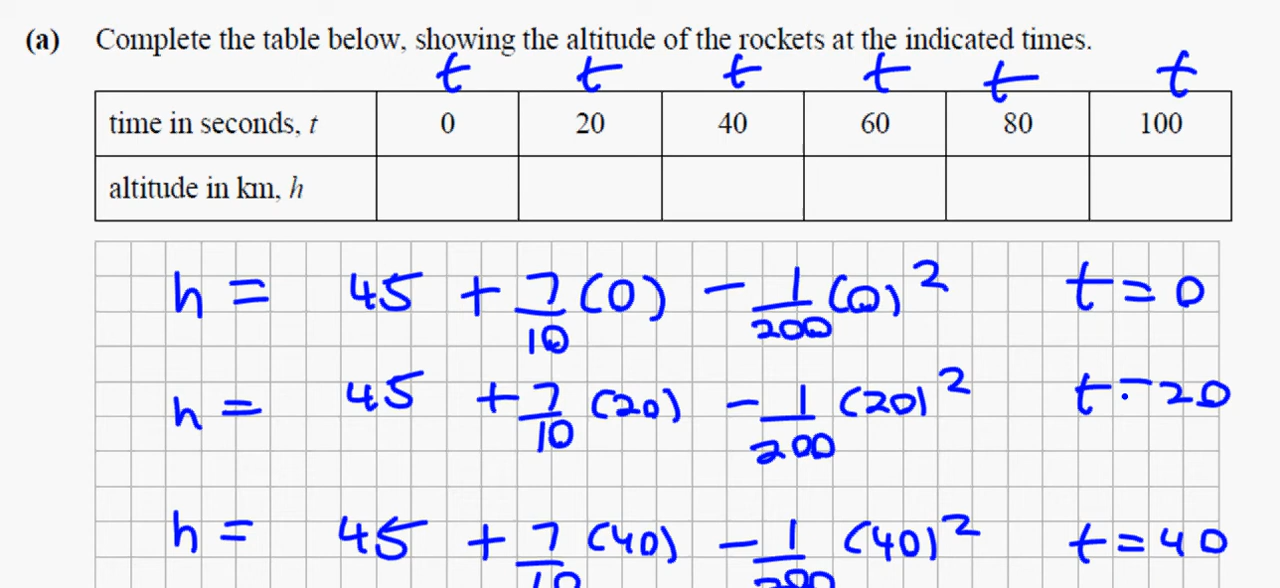 (a) Complete the table below, showing the altitude of the rockets at the indicated times.
t t t t t t
time in seconds, t 0 20 40 60 80 100
altitude in km, h
h = 45 + 7/10 (0) - 1/200 (0)² t = 0
h = 45 + 7/10 (20) - 1/200 (20)² t = 20
h = 45 + 7/10 (40) - 1/200 (40)² t = 40